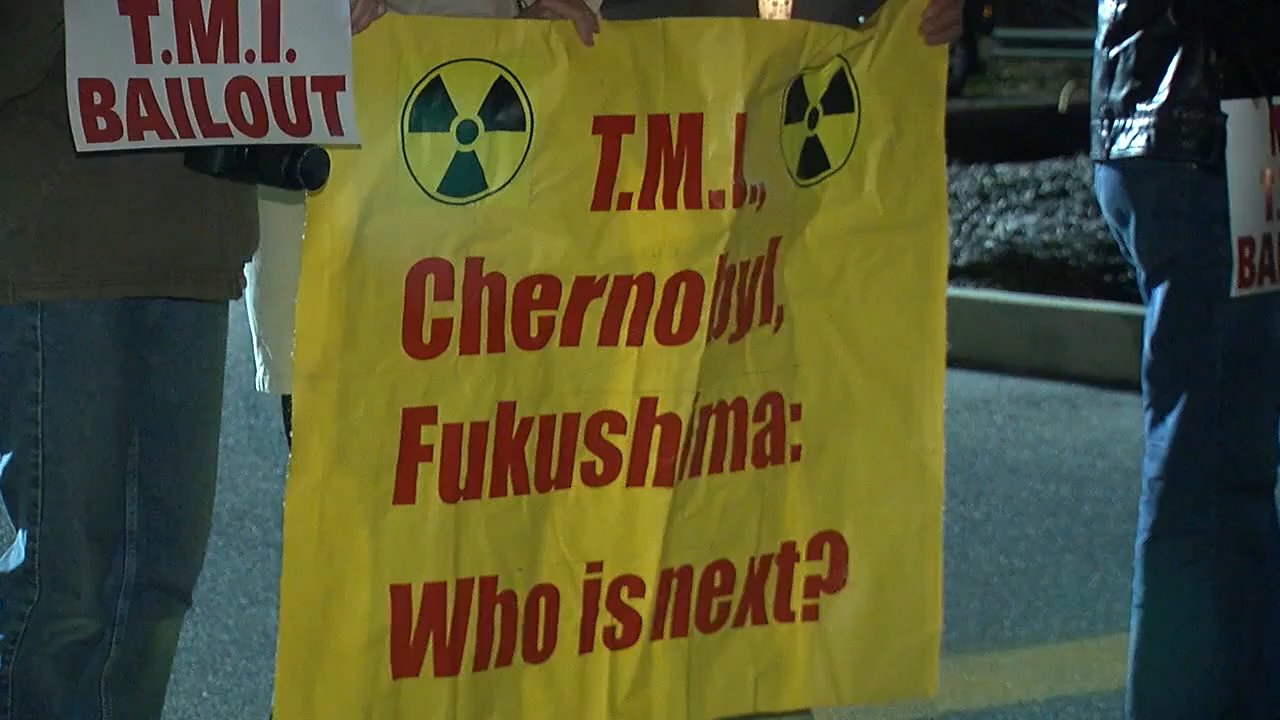 T.M.I.
BAILOUT
T.M.I.,
Chernobyl,
Fukushima:
Who is next?